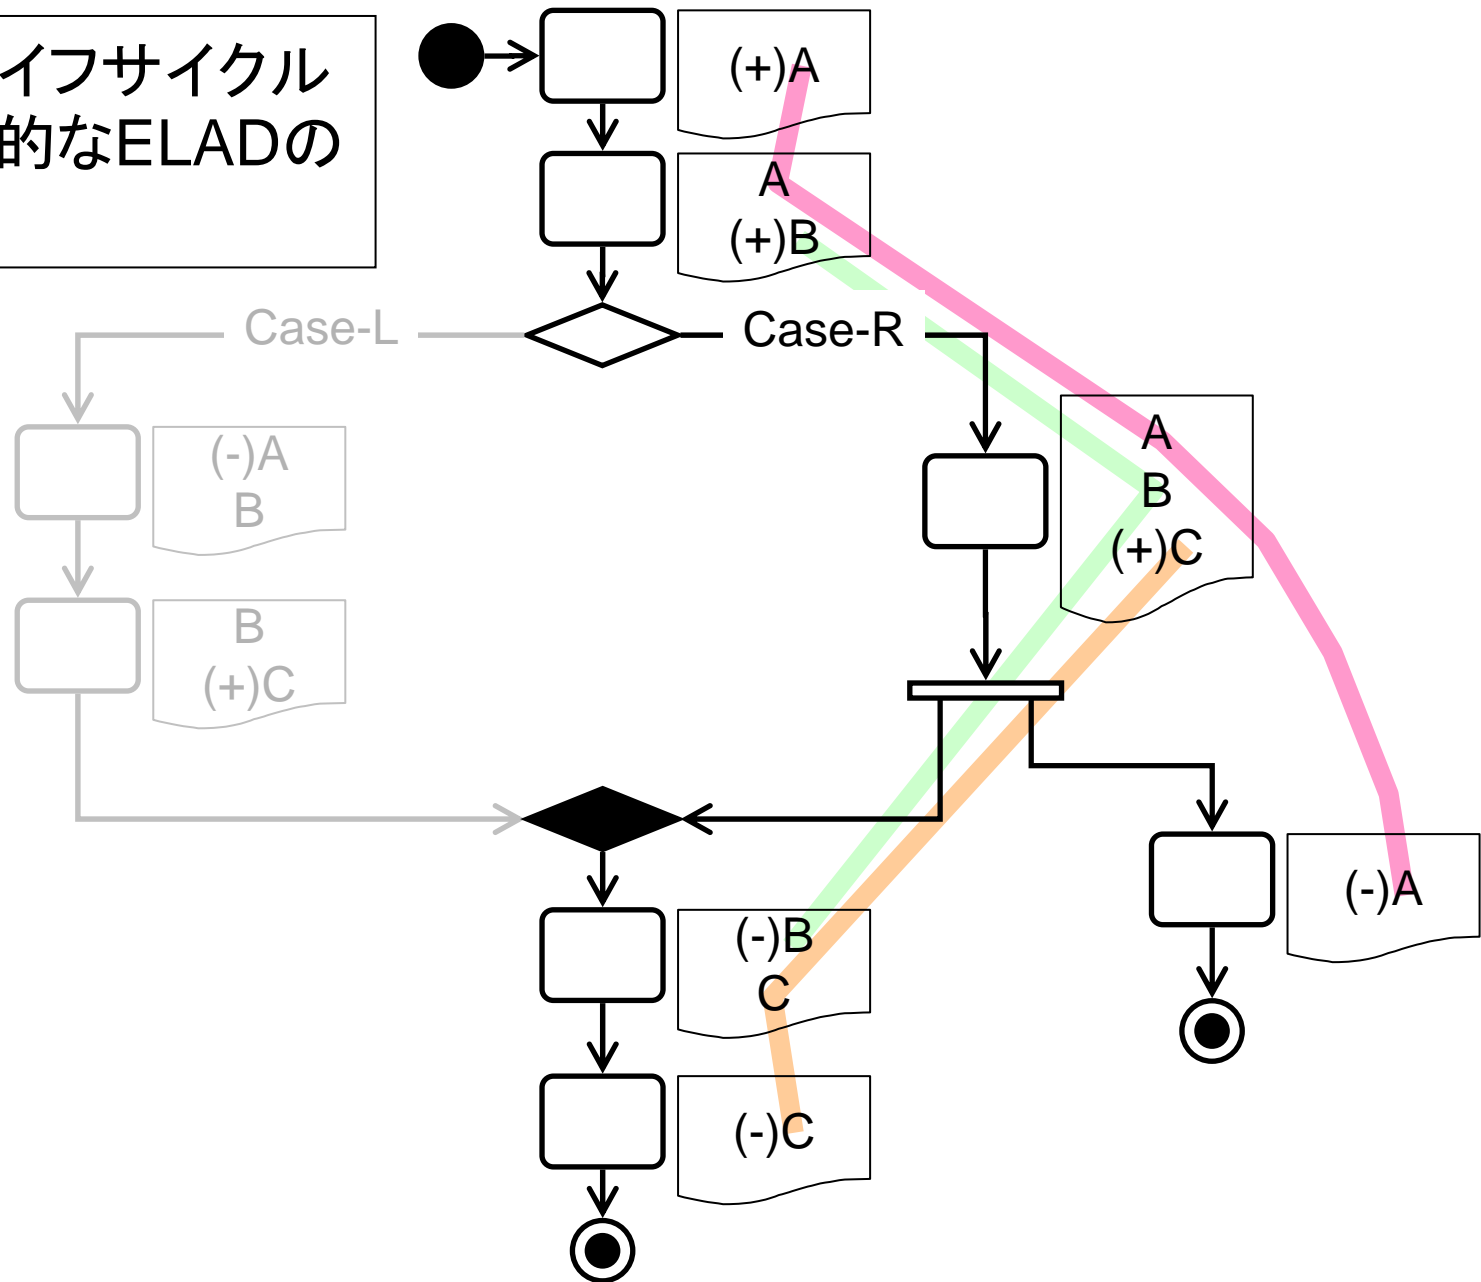 イフサイクル
的なELADの
(+)A
A
(+)B
Case-L
Case-R
(-)A
B
B
(+)C
A
B
(+)C
(-)B
C
(-)A
(-)C